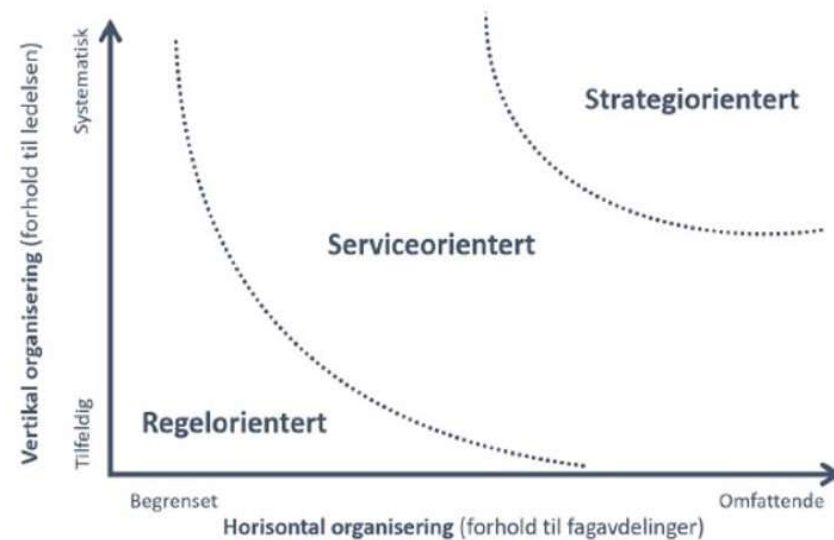 Vertikal organisering (forhold til ledelsen)
Systematisk
Tilfeldig
Strategiorientert
Serviceorientert
Regelorientert
Begrenset
Omfattende
Horisontal organisering (forhold til fagavdelinger)